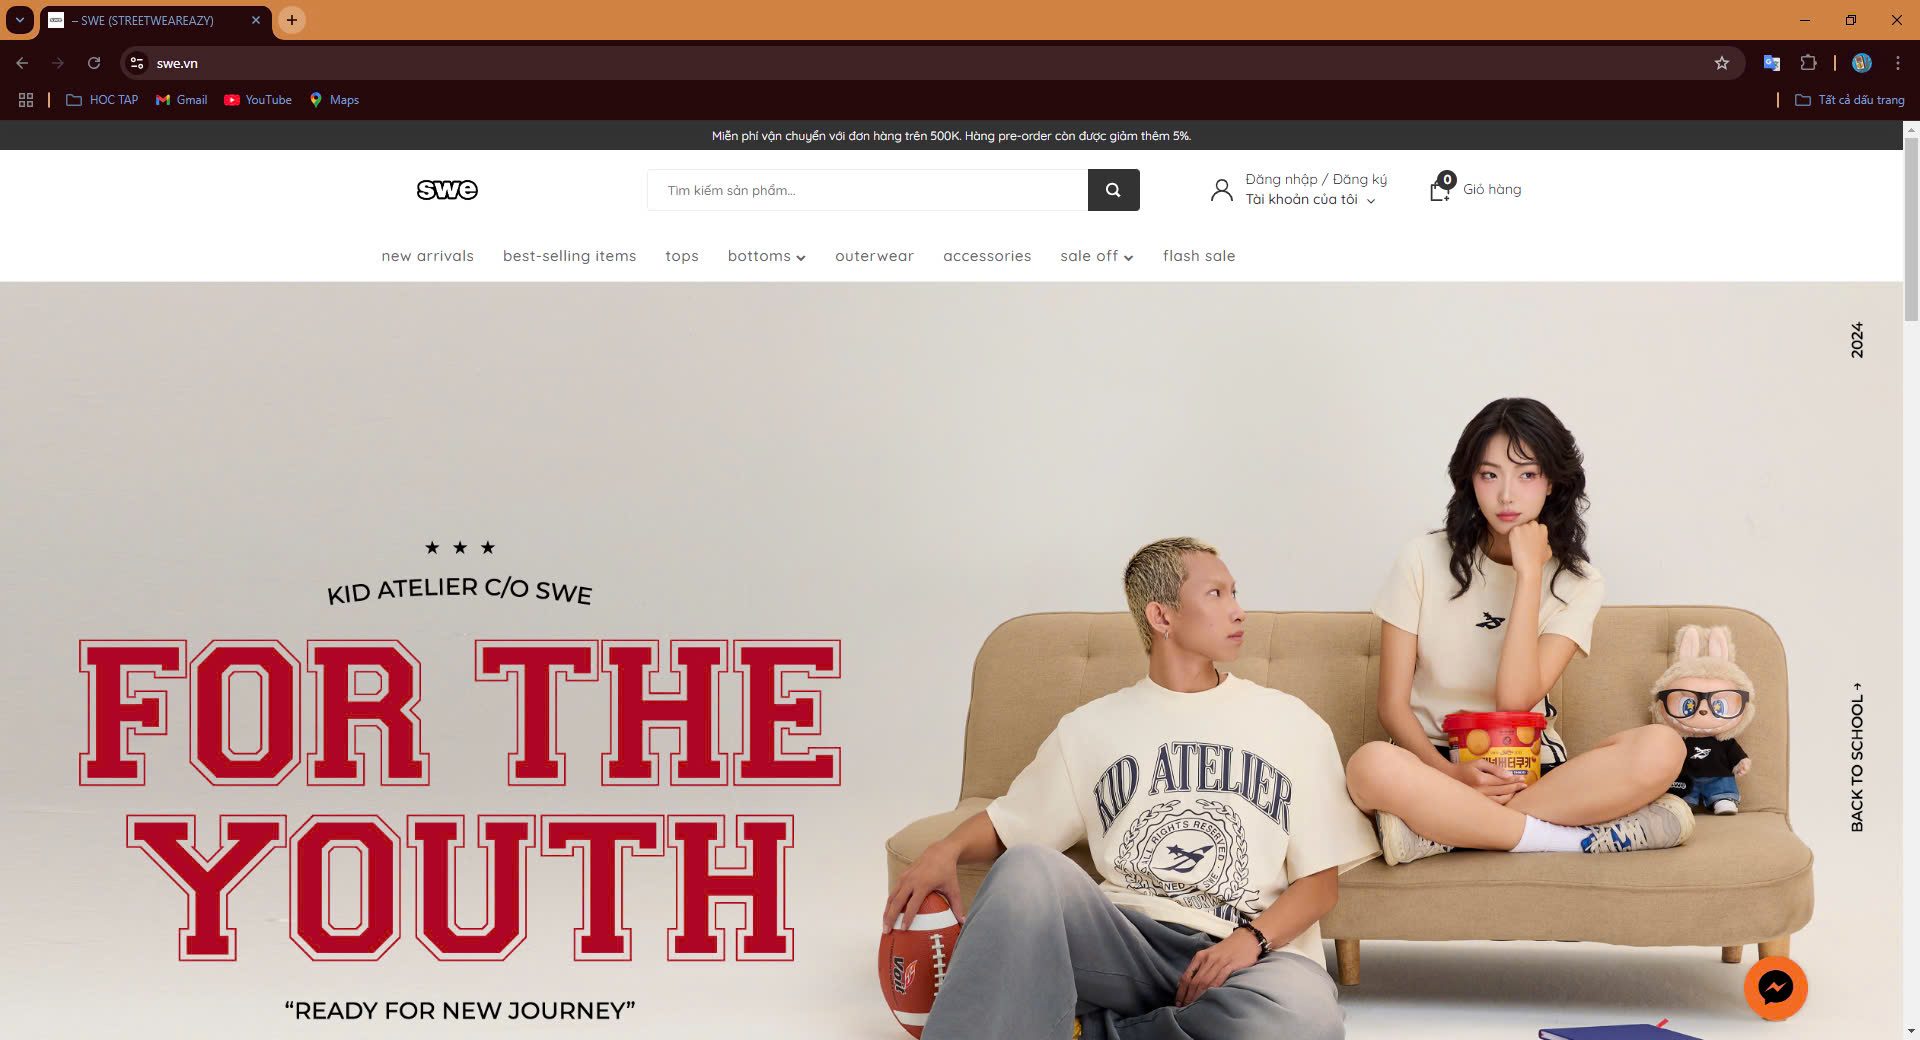 – SWE (STREETWEAREAZY)
swe.vn
HOC TAP
Gmail
YouTube
Maps
Tất cả dấu trang
Miễn phí vận chuyển với đơn hàng trên 500K. Hàng pre-order còn được giảm thêm 5%.
swe
Tìm kiếm sản phẩm...
Đăng nhập / Đăng ký
Tài khoản của tôi
0
Giỏ hàng
new arrivals
best-selling items
tops
bottoms
outerwear
accessories
sale off
flash sale
2024
KID ATELIER C/O SWE
FOR THE
YOUTH
“READY FOR NEW JOURNEY”
BACK TO SCHOOL →
KID ATELIER
ALL RIGHTS RESERVED
SWE
Voit